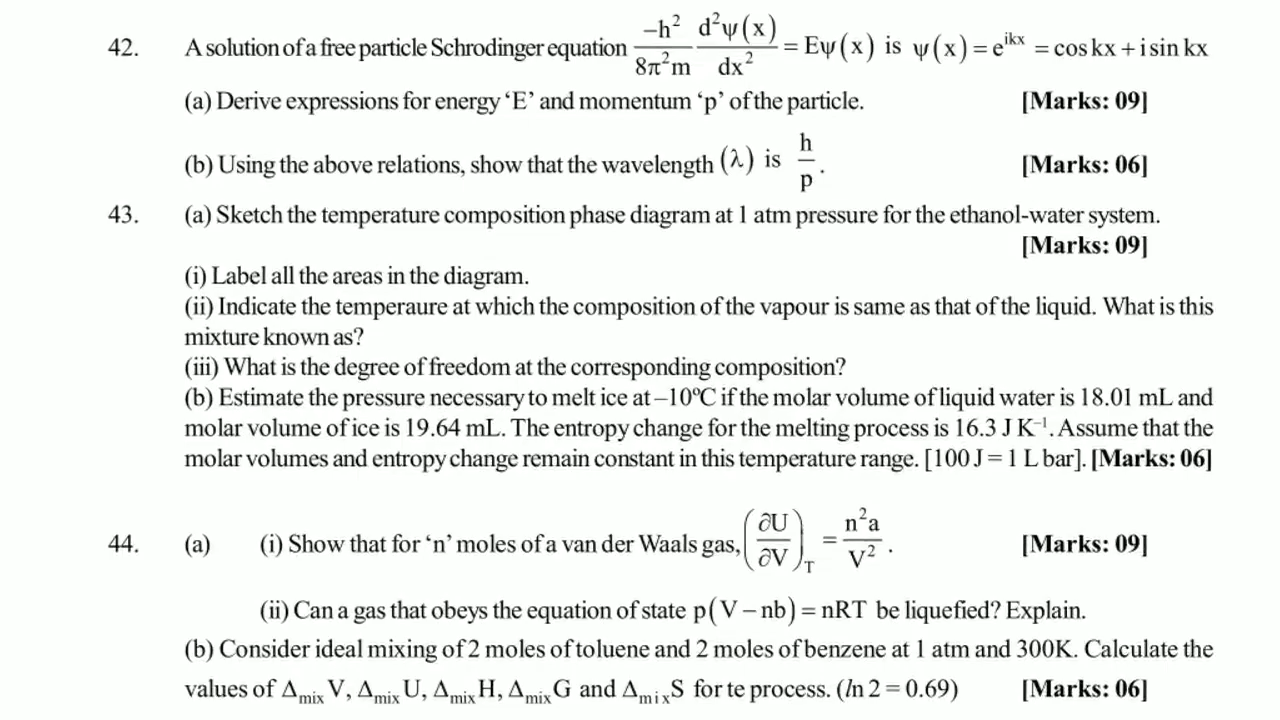 42. A solution of a free particle Schrodinger equation −h²/8π²m d²ψ(x)/dx² = Eψ(x) is ψ(x) = e^{ikx} = cos kx + i sin kx
(a) Derive expressions for energy ‘E’ and momentum ‘p’ of the particle. [Marks: 09]
(b) Using the above relations, show that the wavelength (λ) is h/p. [Marks: 06]
43. (a) Sketch the temperature composition phase diagram at 1 atm pressure for the ethanol-water system.
[Marks: 09]
(i) Label all the areas in the diagram.
(ii) Indicate the temperaure at which the composition of the vapour is same as that of the liquid. What is this
mixture known as?
(iii) What is the degree of freedom at the corresponding composition?
(b) Estimate the pressure necessary to melt ice at –10ºC if the molar volume of liquid water is 18.01 mL and
molar volume of ice is 19.64 mL. The entropy change for the melting process is 16.3 J K⁻¹. Assume that the
molar volumes and entropy change remain constant in this temperature range. [100 J = 1 L bar]. [Marks: 06]
44. (a) (i) Show that for ‘n’ moles of a van der Waals gas, (∂U/∂V)_T = n²a/V². [Marks: 09]
(ii) Can a gas that obeys the equation of state p(V − nb) = nRT be liquefied? Explain.
(b) Consider ideal mixing of 2 moles of toluene and 2 moles of benzene at 1 atm and 300K. Calculate the
values of Δ_mix V, Δ_mix U, Δ_mix H, Δ_mix G and Δ_mix S for te process. (ln 2 = 0.69) [Marks: 06]